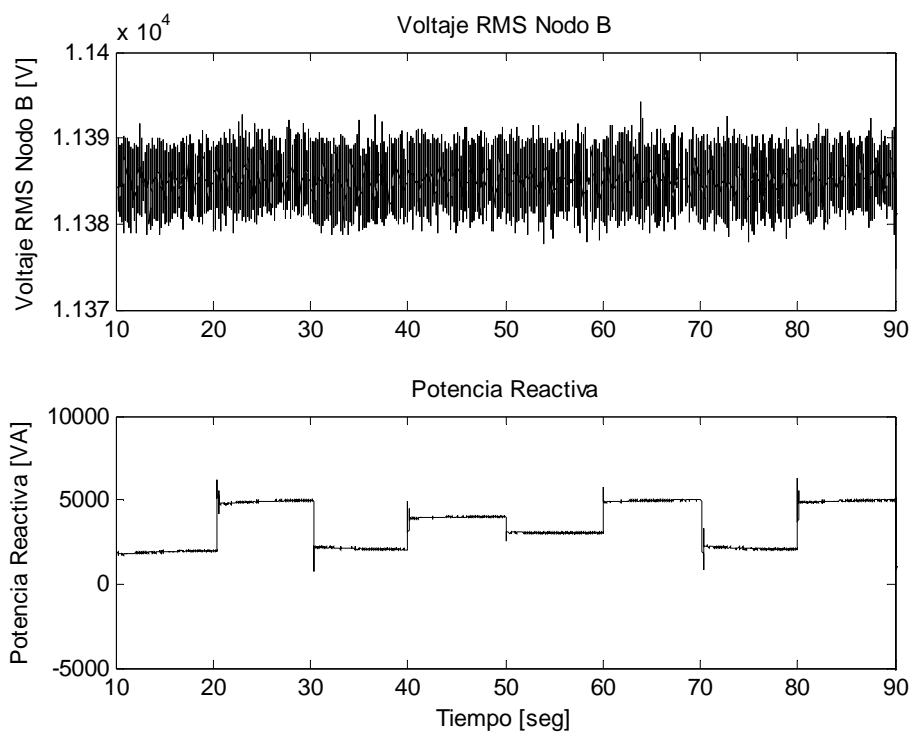 x 10^4
Voltaje RMS Nodo B
Voltaje RMS Nodo B [V]
1.14
1.139
1.138
1.137
10 20 30 40 50 60 70 80 90
Potencia Reactiva
Potencia Reactiva [VA]
10000
5000
0
-5000
10 20 30 40 50 60 70 80 90
Tiempo [seg]